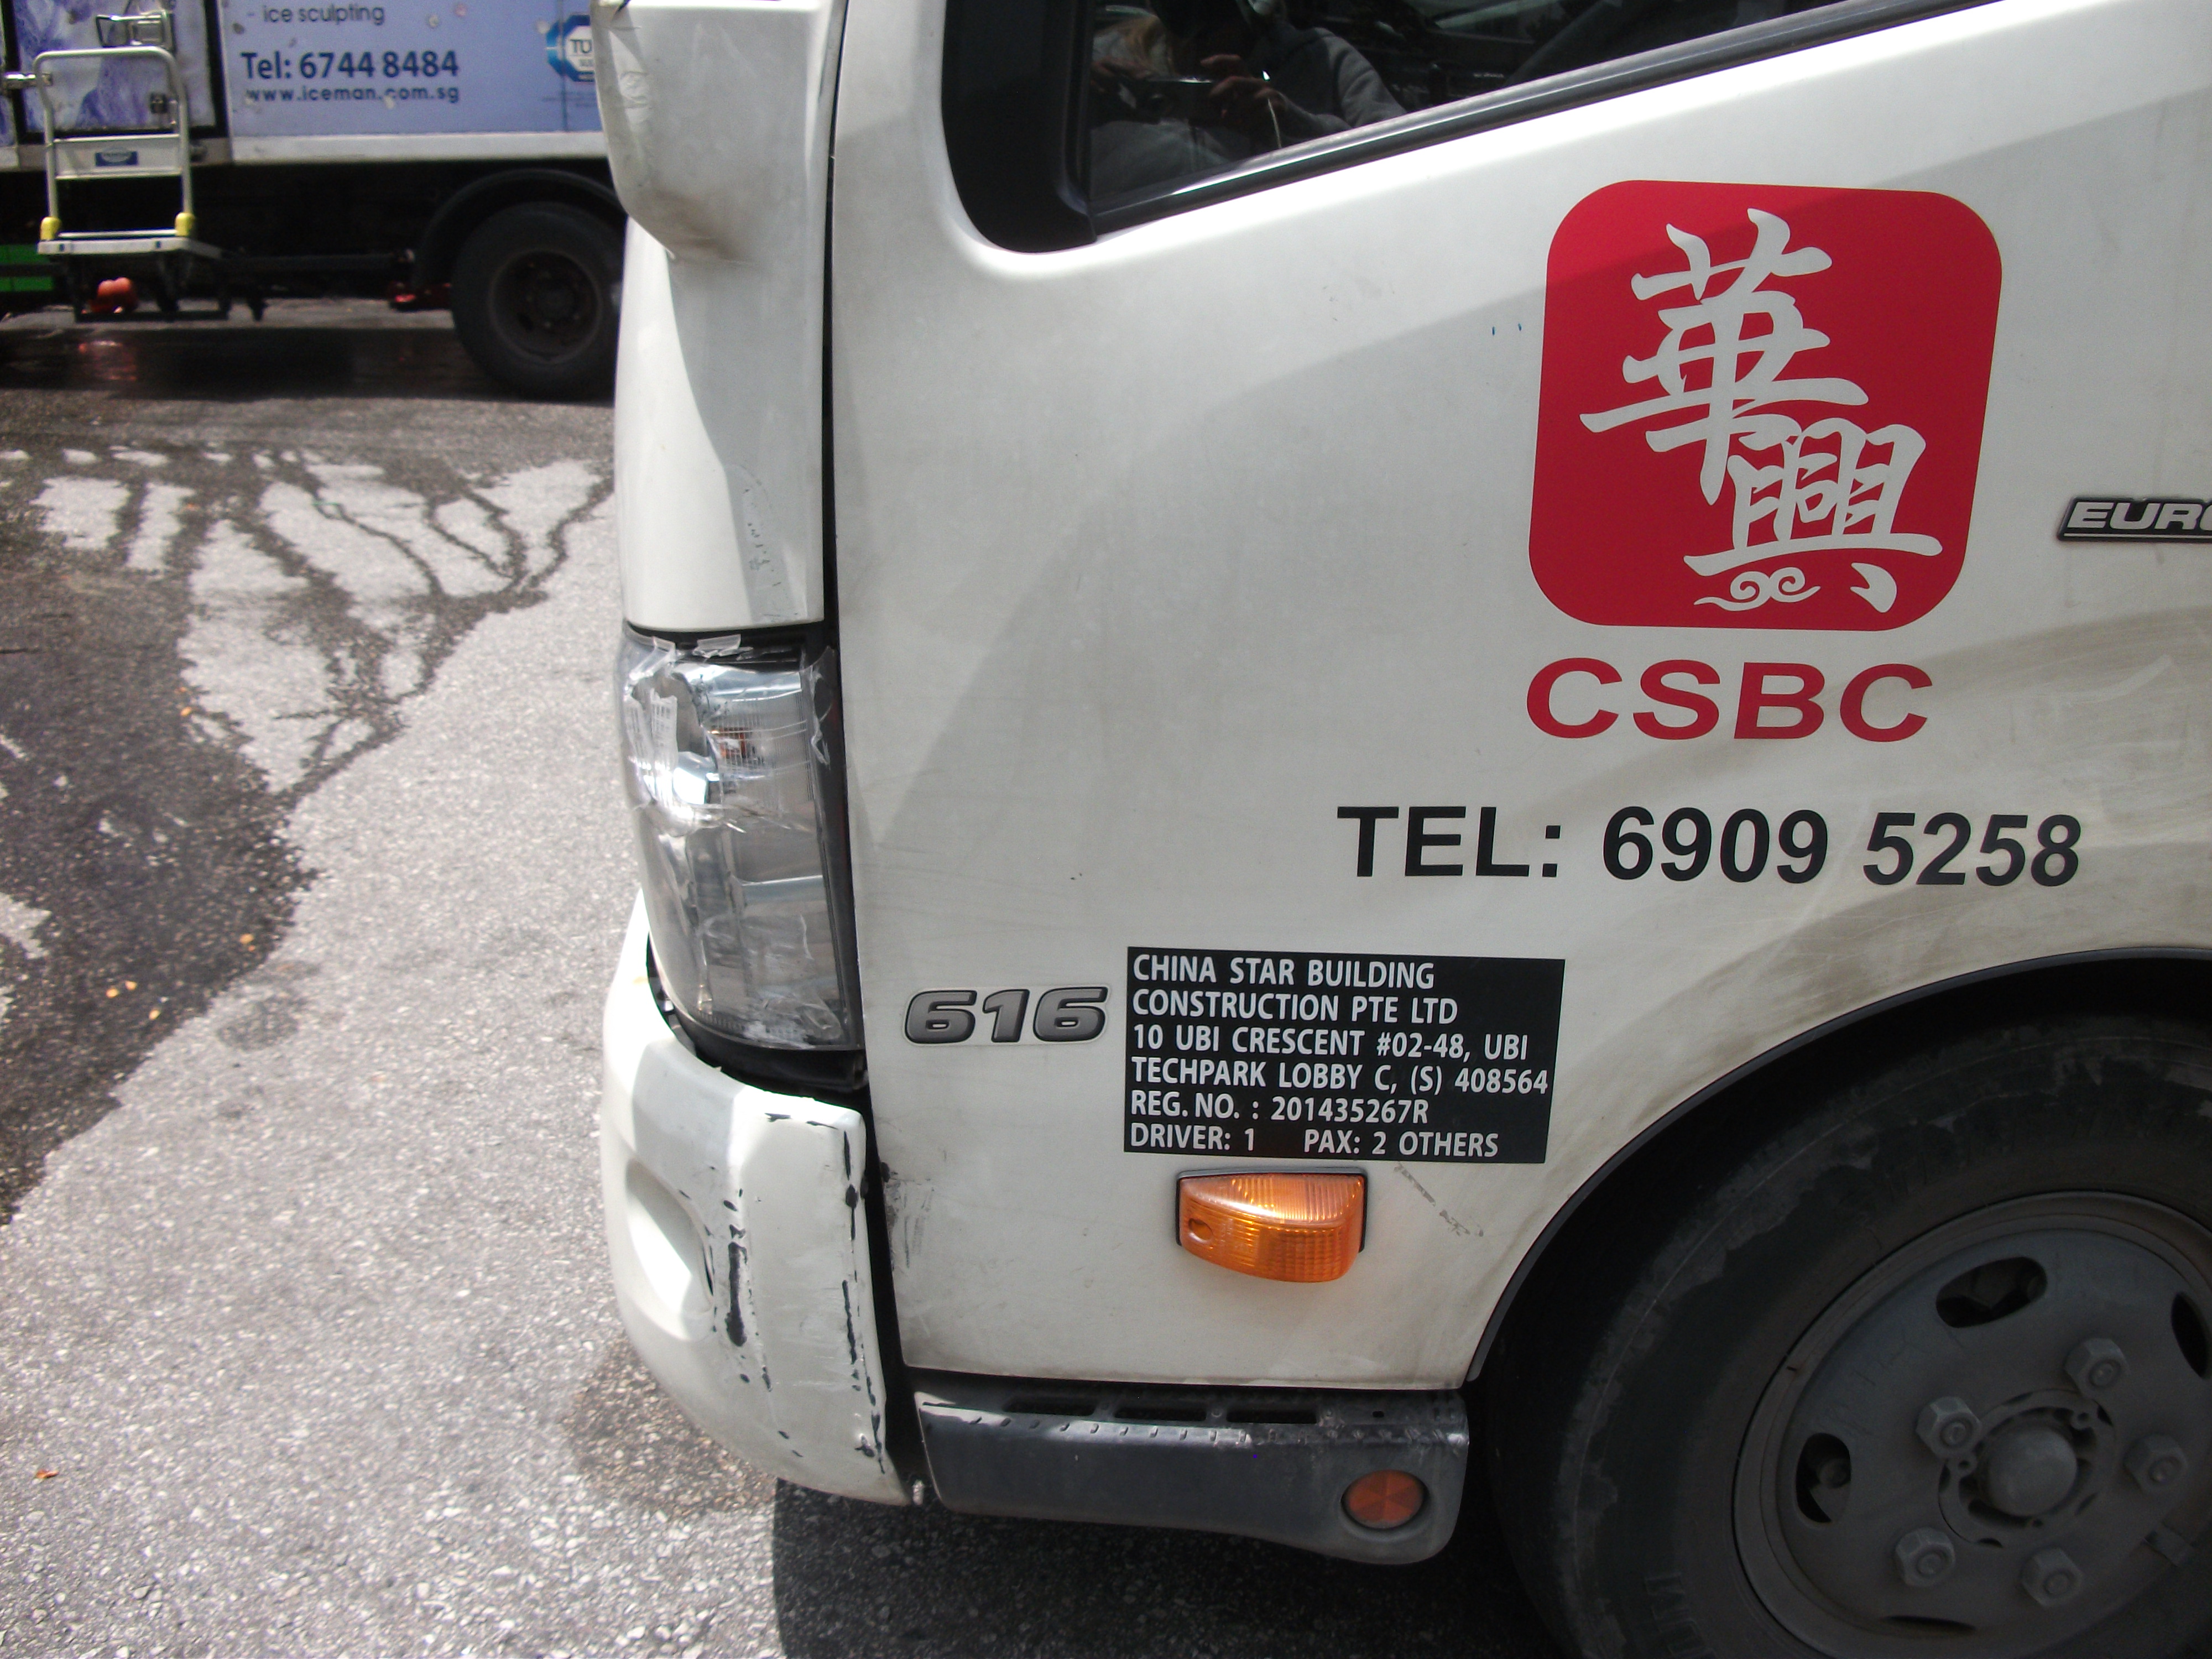 - ice sculpting
Tel: 6744 8484
www.iceman.com.sg
華
興
CSBC
TEL: 6909 5258
616
CHINA STAR BUILDING
CONSTRUCTION PTE LTD
10 UBI CRESCENT #02-48, UBI
TECHPARK LOBBY C, (S) 408564
REG. NO. : 201435267R
DRIVER: 1 PAX: 2 OTHERS